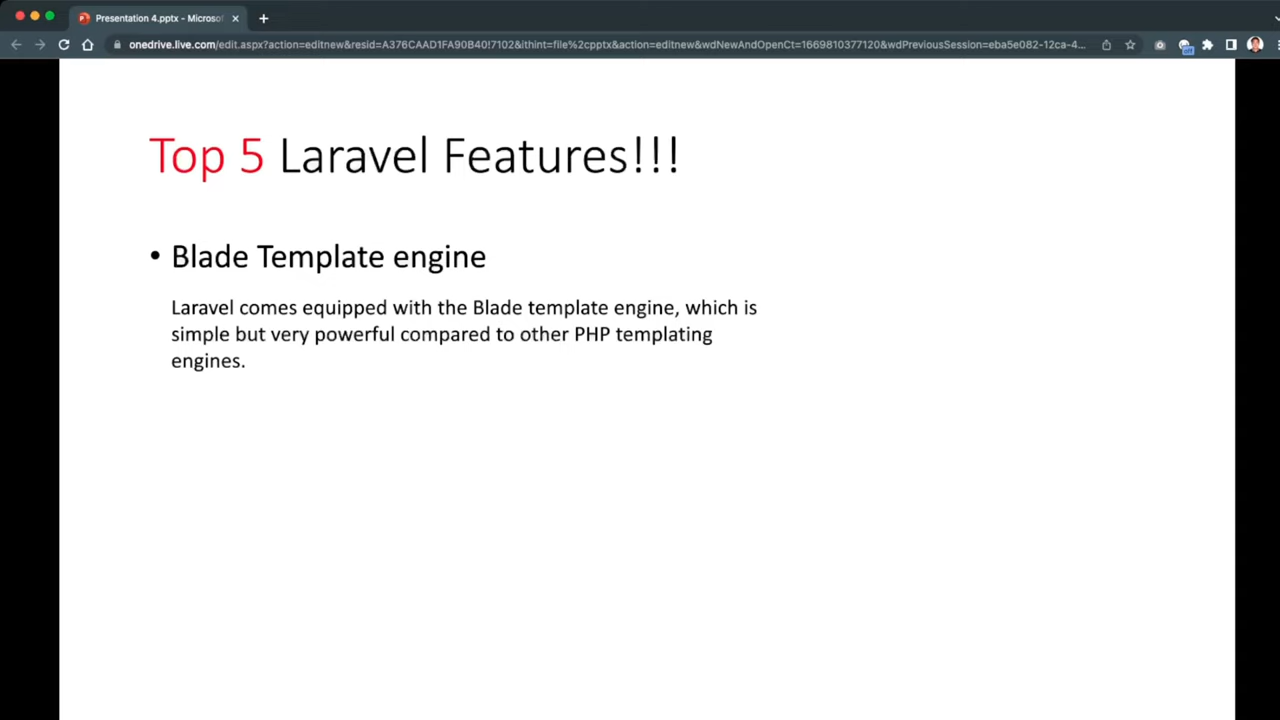 Presentation 4.pptx - Microsof
onedrive.live.com/edit.aspx?action=editnew&resid=A376CAAD1FA90B40!7102&ithint=file%2cpptx&action=editnew&wdNewAndOpenCt=1669810377120&wdPreviousSession=eba5e082-12ca-4...
Top 5 Laravel Features!!!
• Blade Template engine
Laravel comes equipped with the Blade template engine, which is
simple but very powerful compared to other PHP templating
engines.